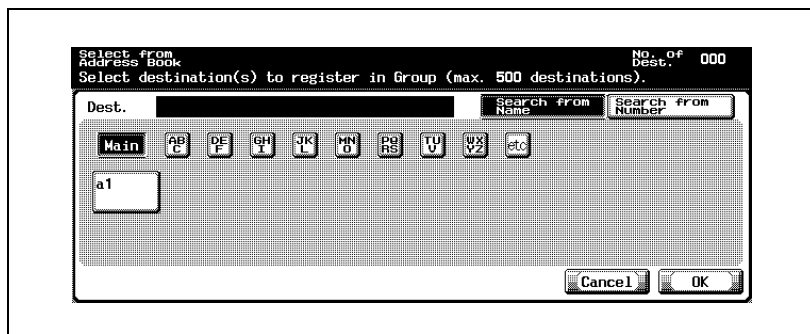 Select from
Address Book
No. of
Dest. 000
Select destination(s) to register in Group (max. 500 destinations).
Dest.
Search from
Name
Search from
Number
Main
AB
C
DE
F
GH
I
JK
L
MN
O
PQ
RS
TU
V
WX
YZ
etc
a1
Cancel
OK